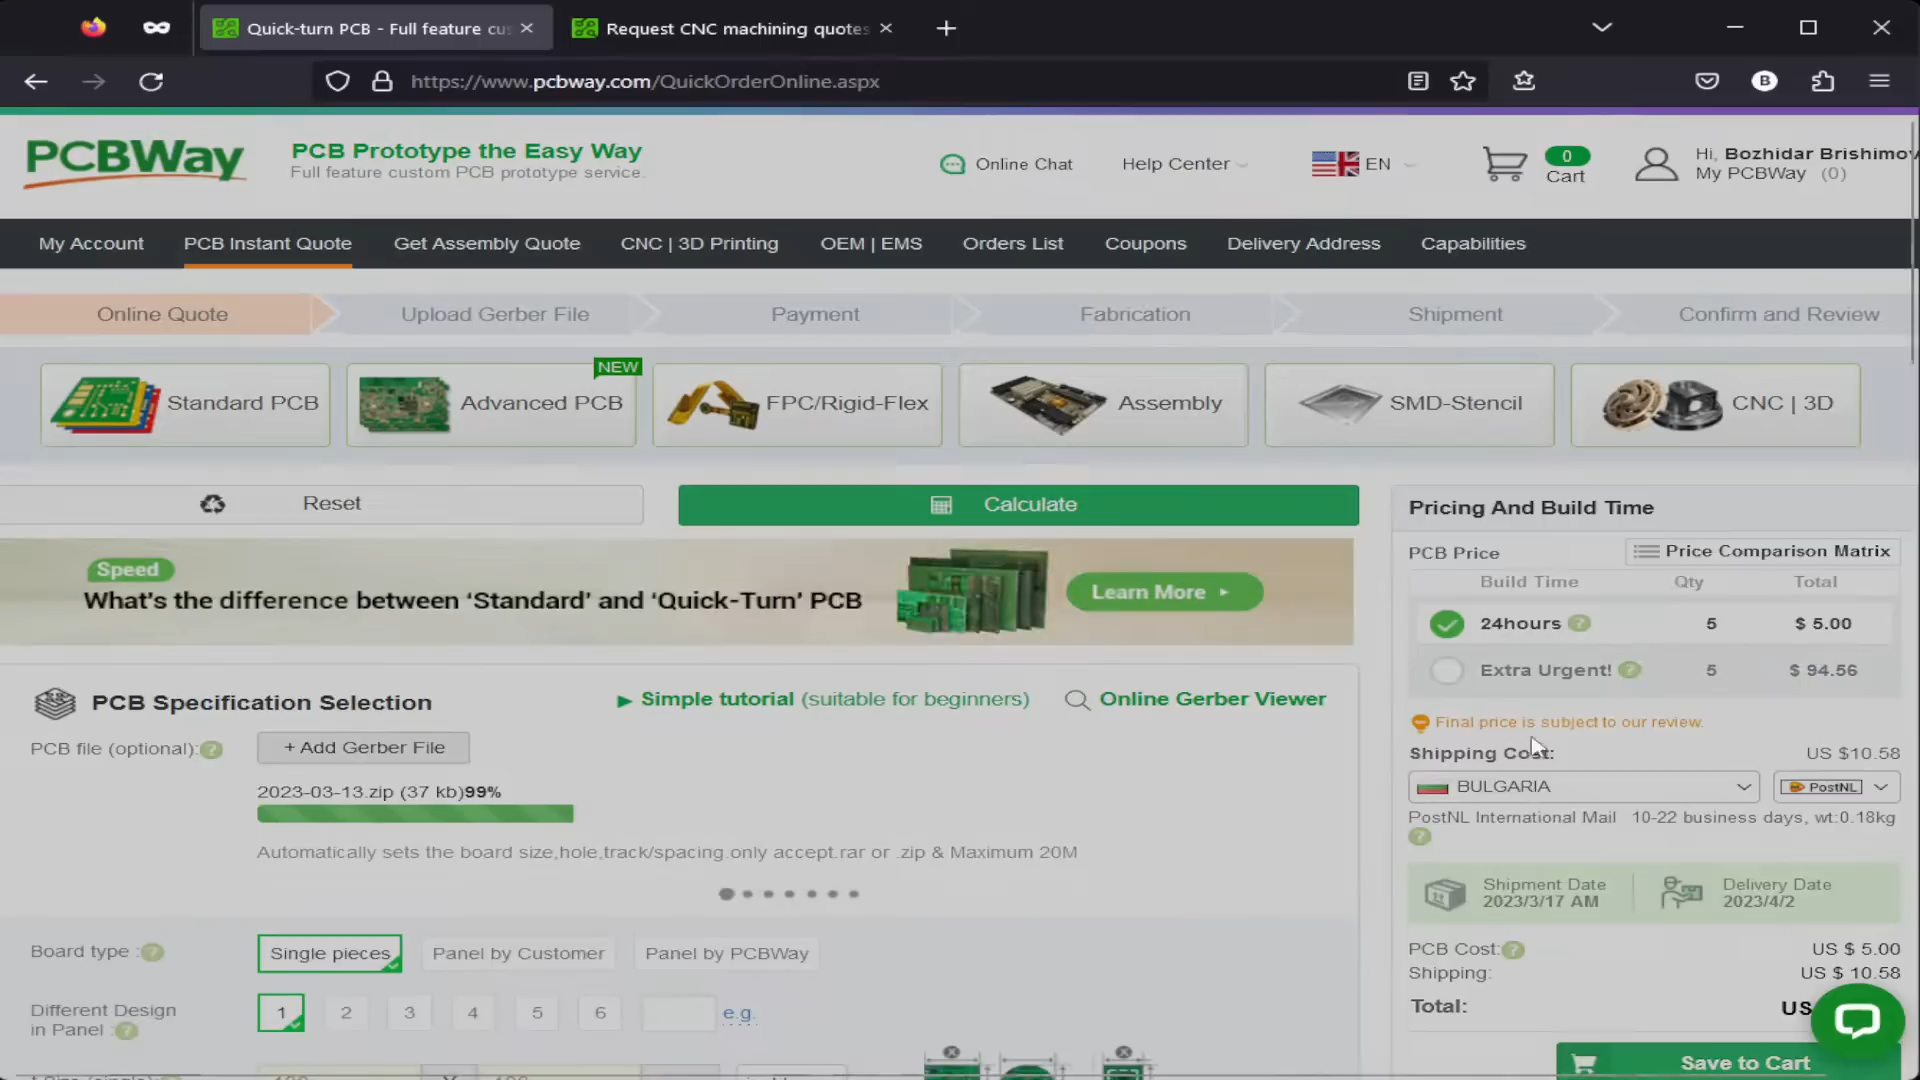 Quick-turn PCB - Full feature cu
Request CNC machining quotes
https://www.pcbway.com/QuickOrderOnline.aspx
B
PCBWay
PCB Prototype the Easy Way
Full feature custom PCB prototype service.
Online Chat
Help Center
EN
0
Cart
Hi, Bozhidar Brishimov
My PCBWay (0)
My Account
PCB Instant Quote
Get Assembly Quote
CNC | 3D Printing
OEM | EMS
Orders List
Coupons
Delivery Address
Capabilities
Online Quote
Upload Gerber File
Payment
Fabrication
Shipment
Confirm and Review
Standard PCB
NEW
Advanced PCB
FPC/Rigid-Flex
Assembly
SMD-Stencil
CNC | 3D
Reset
Calculate
Speed
What's the difference between ‘Standard’ and ‘Quick-Turn’ PCB
Learn More
PCB Specification Selection
Simple tutorial (suitable for beginners)
Online Gerber Viewer
PCB file (optional):?
+ Add Gerber File
2023-03-13.zip (37 kb)99%
Automatically sets the board size,hole,track/spacing.only accept.rar or .zip & Maximum 20M
Board type :?
Single pieces
Panel by Customer
Panel by PCBWay
Different Design
in Panel :?
1
2
3
4
5
6
e.g.
Pricing And Build Time
PCB Price
Price Comparison Matrix
Build Time
Qty
Total
24hours ?
5
$ 5.00
Extra Urgent! ?
5
$ 94.56
Final price is subject to our review.
Shipping Cost:
US $10.58
BULGARIA
PostNL
PostNL International Mail
10-22 business days, wt:0.18kg
?
Shipment Date
2023/3/17 AM
Delivery Date
2023/4/2
PCB Cost:?
US $ 5.00
Shipping:
US $ 10.58
Total:
US
Save to Cart